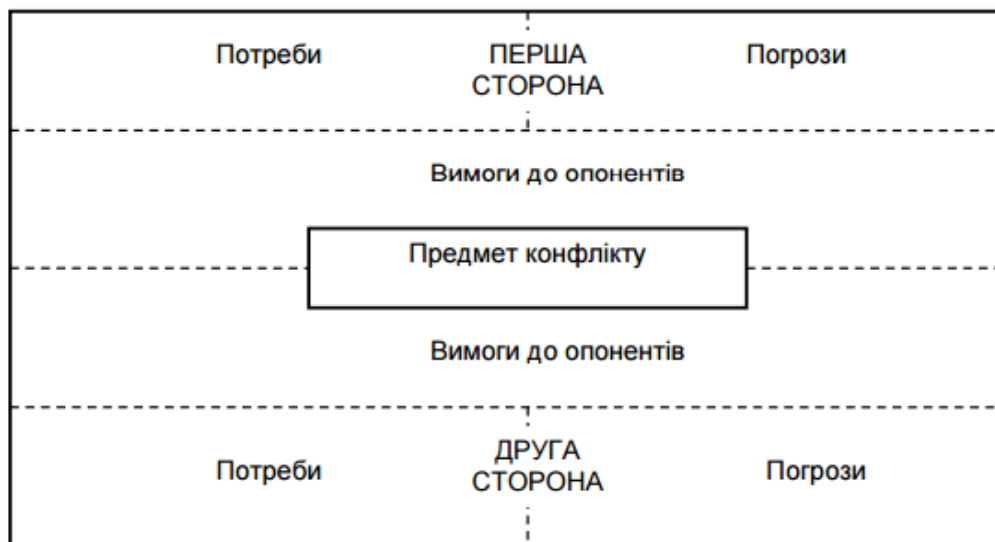 Потреби ПЕРША Погрози
СТОРОНА
Вимоги до опонентів
Предмет конфлікту
Вимоги до опонентів
Потреби ДРУГА Погрози
СТОРОНА